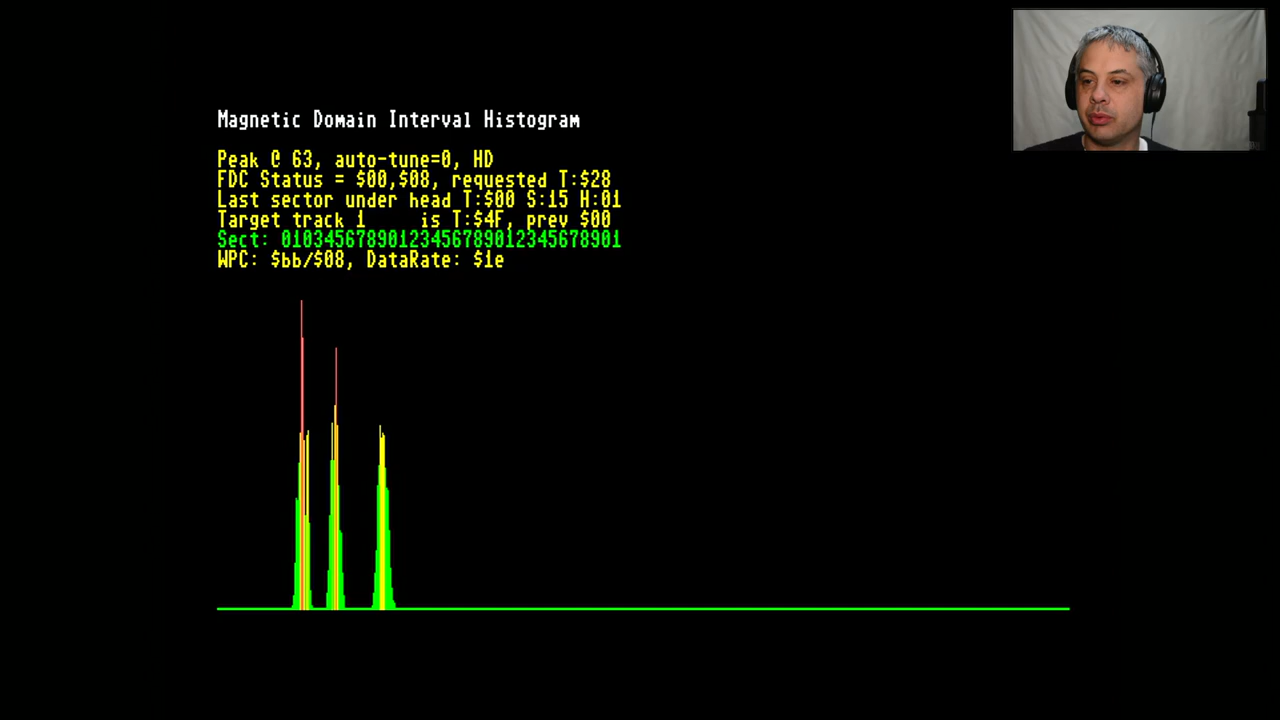 Magnetic Domain Interval Histogram
Peak @ 63, auto-tune=0, HD
FDC Status = $00,$08, requested T:$28
Last sector under head T:$00 S:15 H:01
Target track 1 is T:$4F, prev $00
Sect: 01034567890123456789012345678901
WPC: $bb/$08, DataRate: $1e